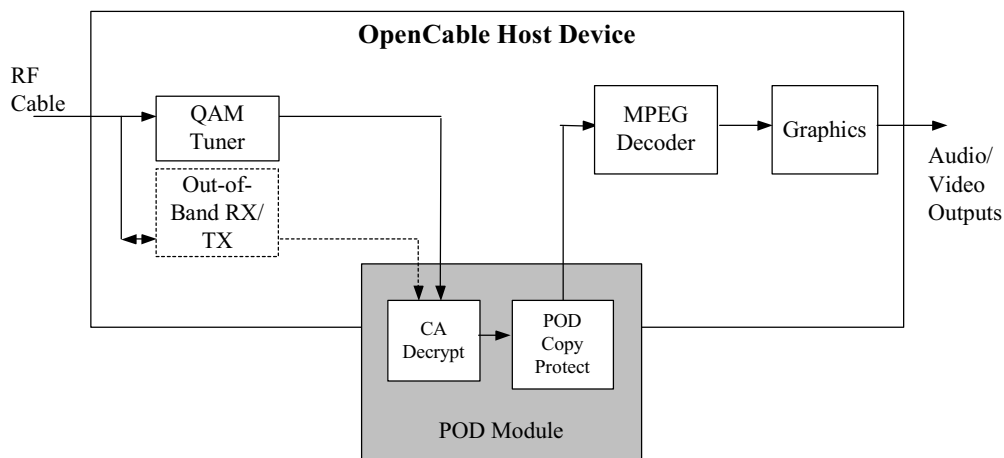 OpenCable Host Device
RF
Cable
QAM
Tuner
Out-of-
Band RX/
TX
MPEG
Decoder
Graphics
Audio/
Video
Outputs
CA
Decrypt
POD
Copy
Protect
POD Module